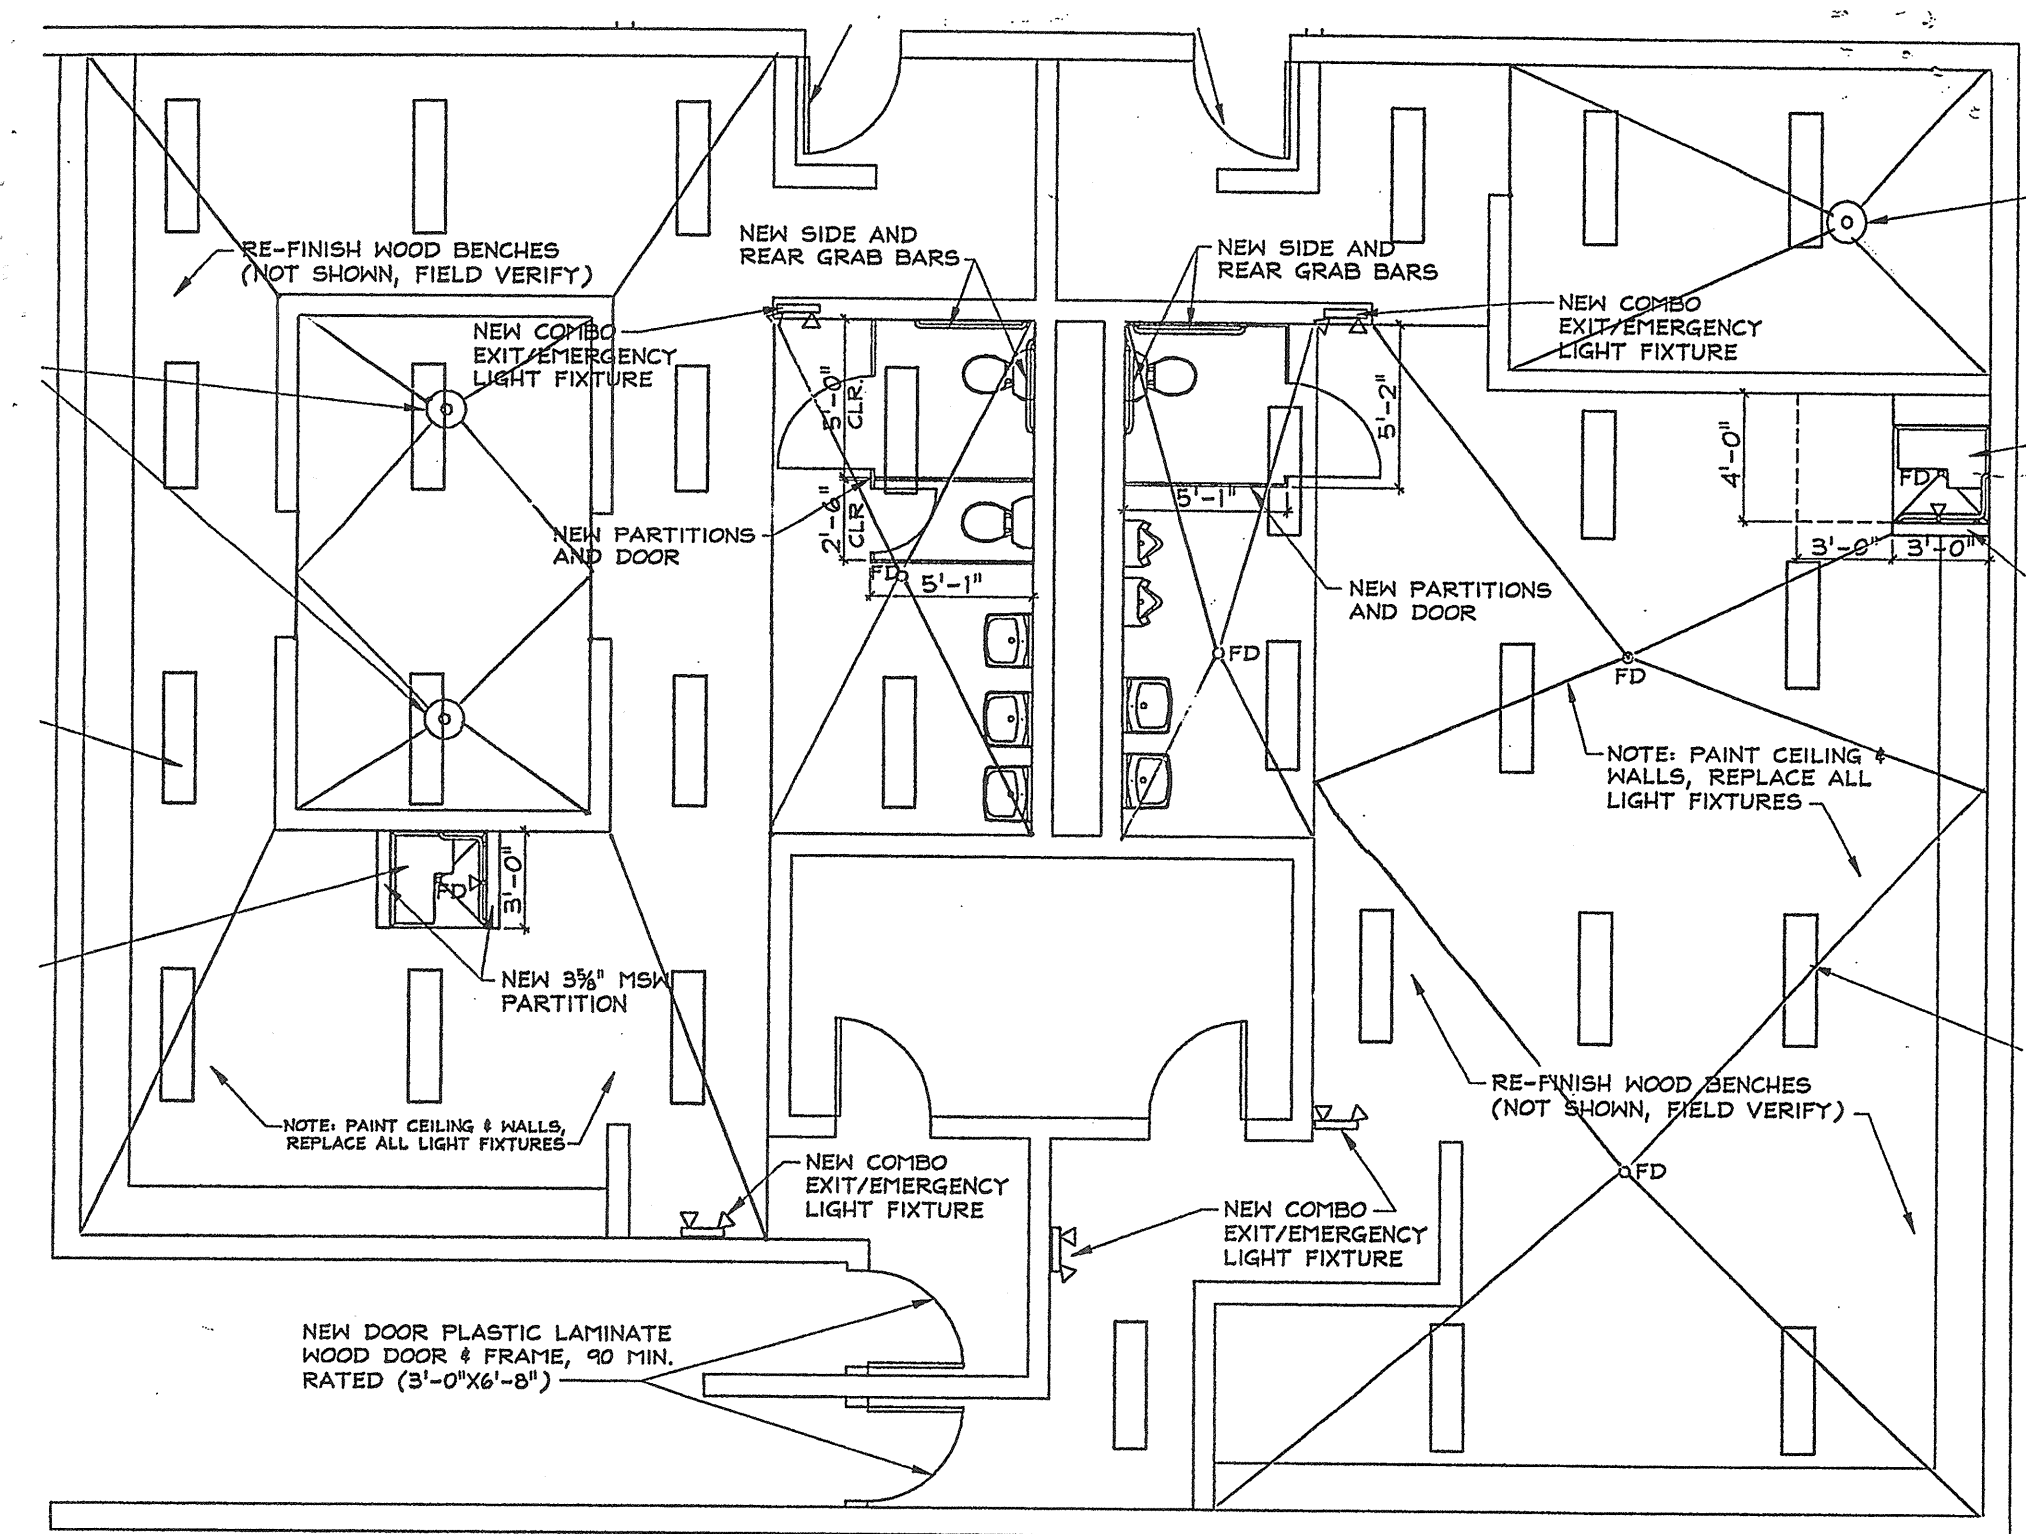 NEW SIDE AND
REAR GRAB BARS
NEW SIDE AND
REAR GRAB BARS
RE-FINISH WOOD BENCHES
(NOT SHOWN, FIELD VERIFY)
NEW COMBO
EXIT/EMERGENCY
LIGHT FIXTURE
NEW COMBO
EXIT/EMERGENCY
LIGHT FIXTURE
5'-0"
CLR.
5'-2"
4'-0"
FD
2'-6"
CLR.
5'-1"
NEW PARTITIONS
AND DOOR
3'-0"
3'-0"
FD
5'-1"
NEW PARTITIONS
AND DOOR
FD
FD
NOTE: PAINT CEILING &
WALLS, REPLACE ALL
LIGHT FIXTURES
FD
3'-0"
NEW 3⅝" MSW
PARTITION
RE-FINISH WOOD BENCHES
(NOT SHOWN, FIELD VERIFY)
NOTE: PAINT CEILING & WALLS,
REPLACE ALL LIGHT FIXTURES
FD
NEW COMBO
EXIT/EMERGENCY
LIGHT FIXTURE
NEW COMBO
EXIT/EMERGENCY
LIGHT FIXTURE
NEW DOOR PLASTIC LAMINATE
WOOD DOOR & FRAME, 90 MIN.
RATED (3'-0"X6'-8")